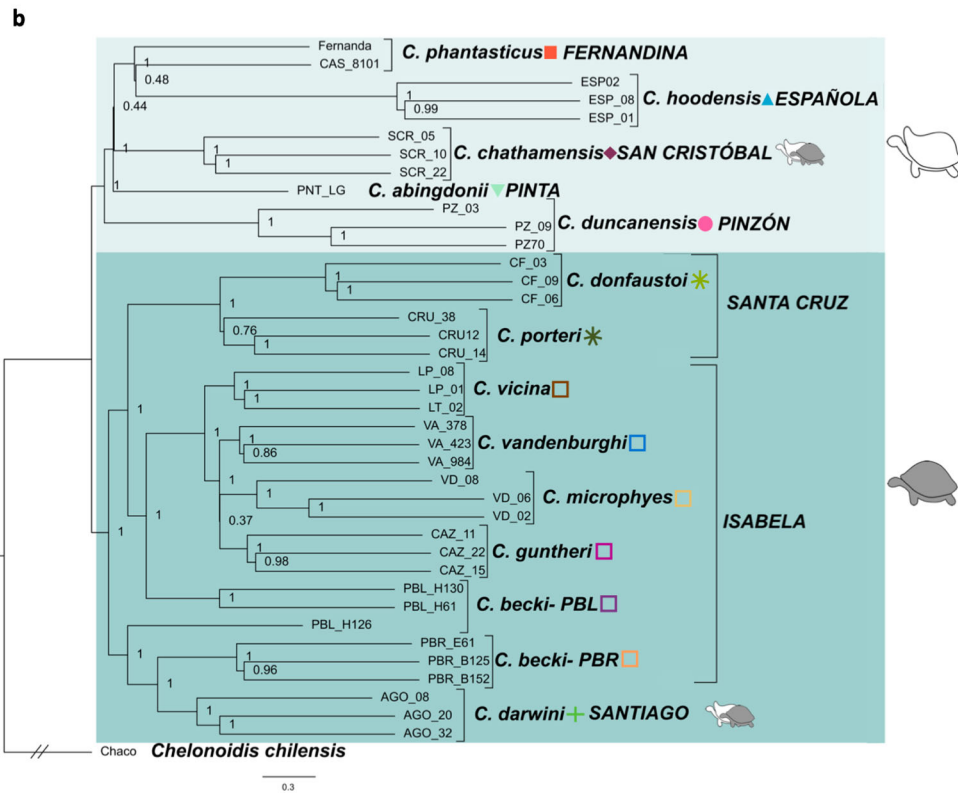 b
Fernanda
CAS_8101
C. phantasticus FERNANDINA
1
0.48
ESP02
ESP_08
ESP_01
C. hoodensis ESPAÑOLA
1
0.99
0.44
SCR_05
SCR_10
SCR_22
C. chathamensis SAN CRISTÓBAL
1
1
1
PNT_LG
C. abingdonii PINTA
1
PZ_03
PZ_09
PZ70
C. duncanensis PINZÓN
1
1
CF_03
CF_09
CF_06
C. donfaustoi
1
1
SANTA CRUZ
1
CRU_38
CRU12
CRU_14
C. porteri
0.76
1
LP_08
LP_01
LT_02
C. vicina
1
1
1
VA_378
VA_423
VA_984
C. vandenburghi
1
1
0.86
VD_08
VD_06
VD_02
C. microphyes
1
1
0.37
1
ISABELA
CAZ_11
CAZ_22
CAZ_15
C. guntheri
1
0.98
1
PBL_H130
PBL_H61
C. becki- PBL
1
PBL_H126
1
PBR_E61
PBR_B125
PBR_B152
C. becki- PBR
1
0.96
1
AGO_08
AGO_20
AGO_32
C. darwini SANTIAGO
1
1
Chaco
Chelonoidis chilensis
0.3